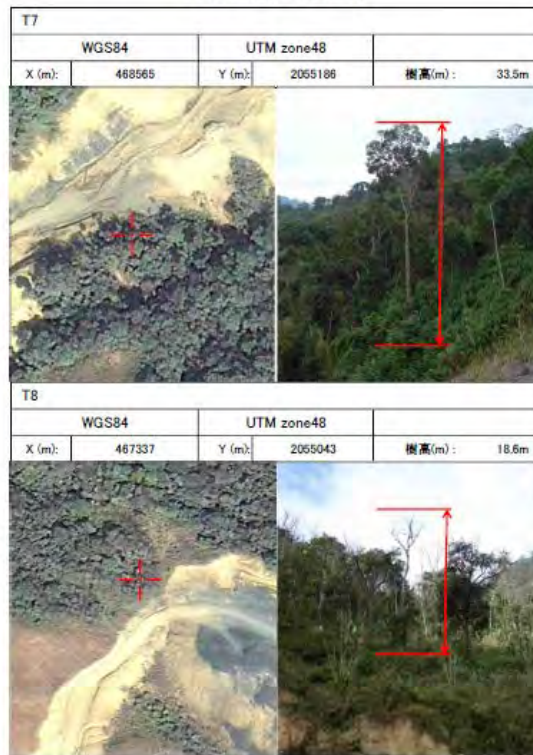 T7
WGS84 UTM zone48
X (m): 468565 Y (m): 2055186 樹高(m) : 33.5m
T8
WGS84 UTM zone48
X (m): 467337 Y (m): 2055043 樹高(m) : 18.6m